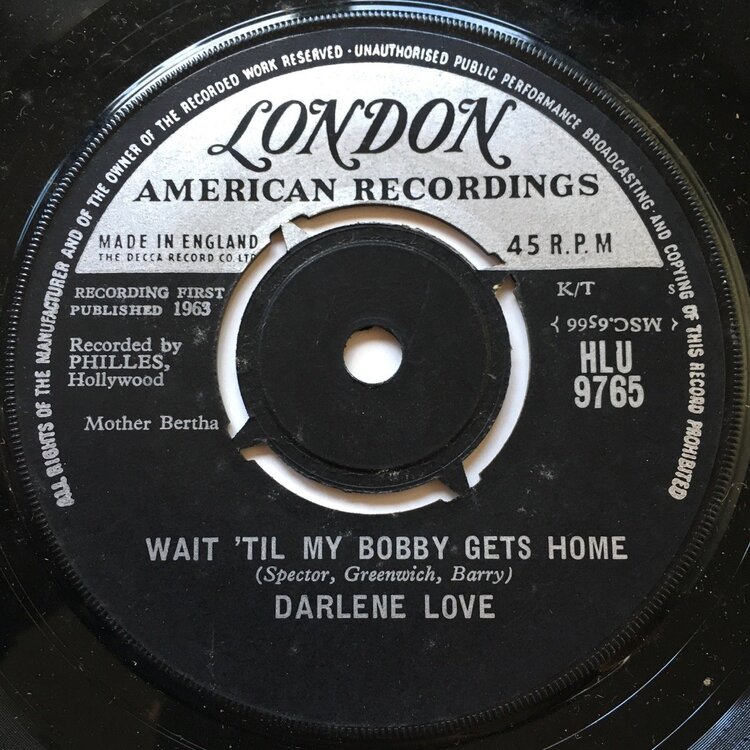 ALL RIGHTS OF THE MANUFACTURER AND OF THE OWNER OF THE RECORDED WORK RESERVED · UNAUTHORISED PUBLIC PERFORMANCE BROADCASTING AND COPYING OF THIS RECORD PROHIBITED
LONDON
AMERICAN RECORDINGS
MADE IN ENGLAND
THE DECCA RECORD CO LTD
45 R.P.M
RECORDING FIRST
PUBLISHED 1963
K/T
S
Recorded by
PHILLES,
Hollywood
MSC.6566
HLU
9765
Mother Bertha
WAIT 'TIL MY BOBBY GETS HOME
(Spector, Greenwich, Barry)
DARLENE LOVE